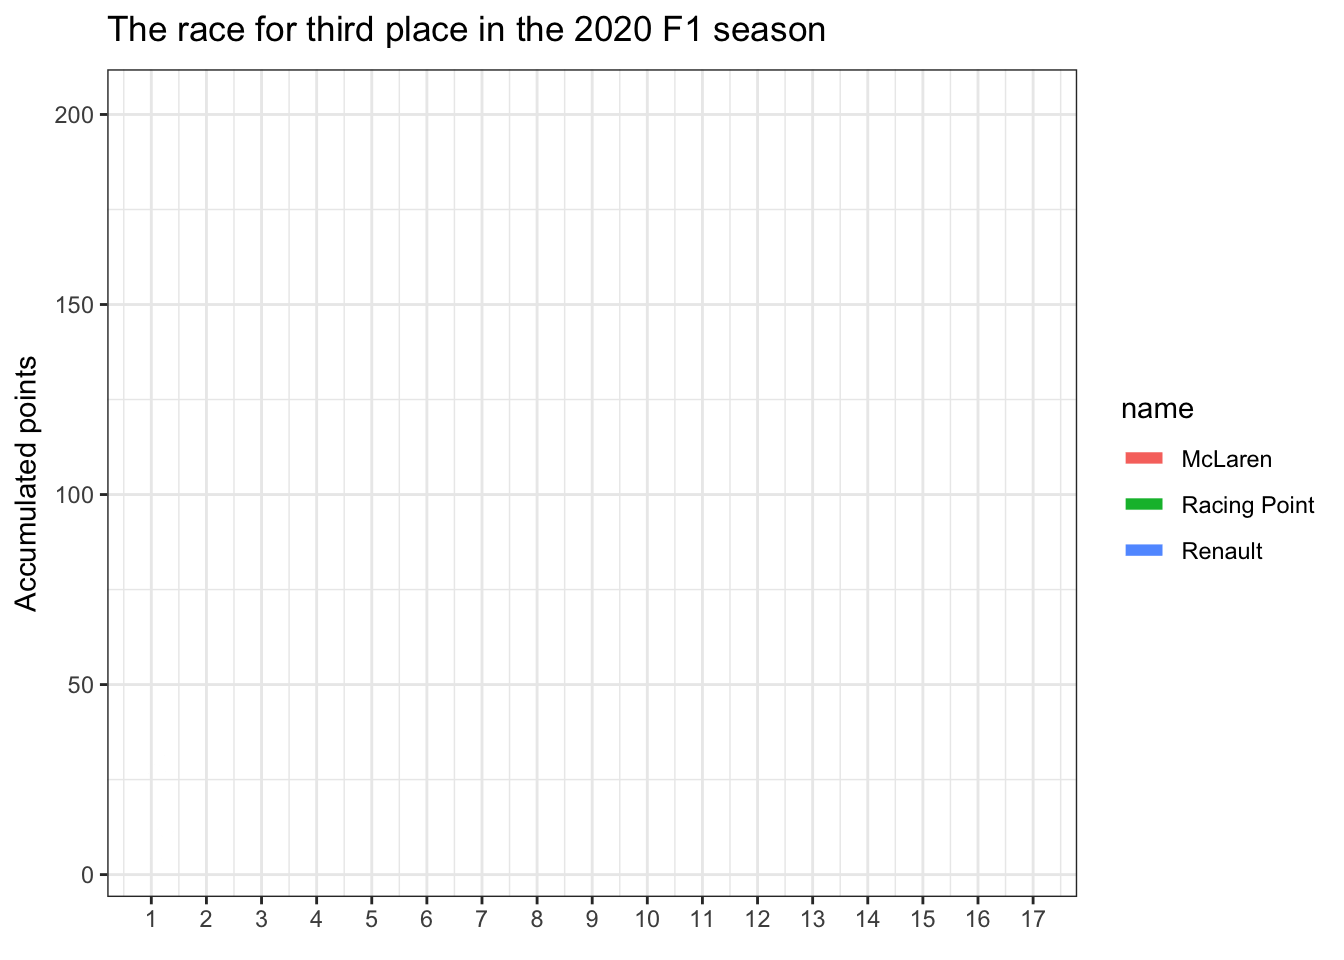 The race for third place in the 2020 F1 season
Accumulated points
200
150
100
50
0
1 2 3 4 5 6 7 8 9 10 11 12 13 14 15 16 17
name
McLaren
Racing Point
Renault